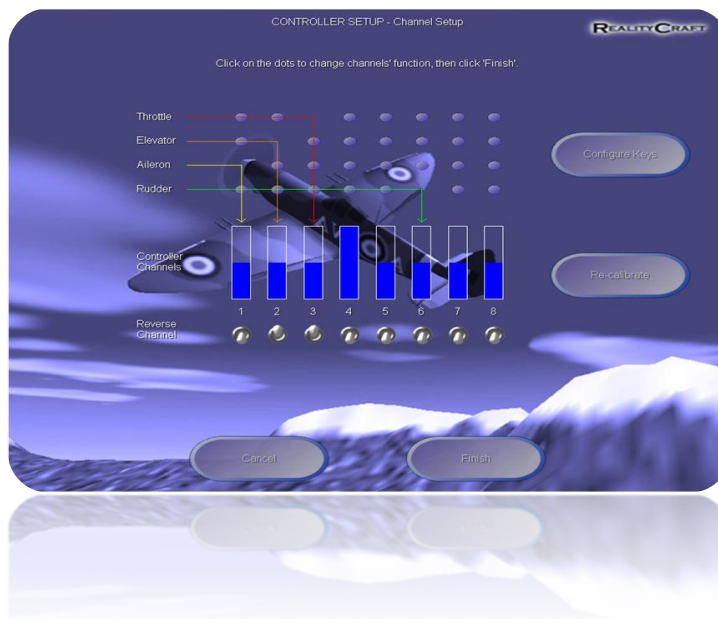 CONTROLLER SETUP - Channel Setup
REALITYCRAFT
Click on the dots to change channels' function, then click 'Finish'.
Throttle
Elevator
Aileron
Rudder
Configure Keys
Controller
Channels
Re-calibrate
1 2 3 4 5 6 7 8
Reverse
Channel
Cancel
Finish